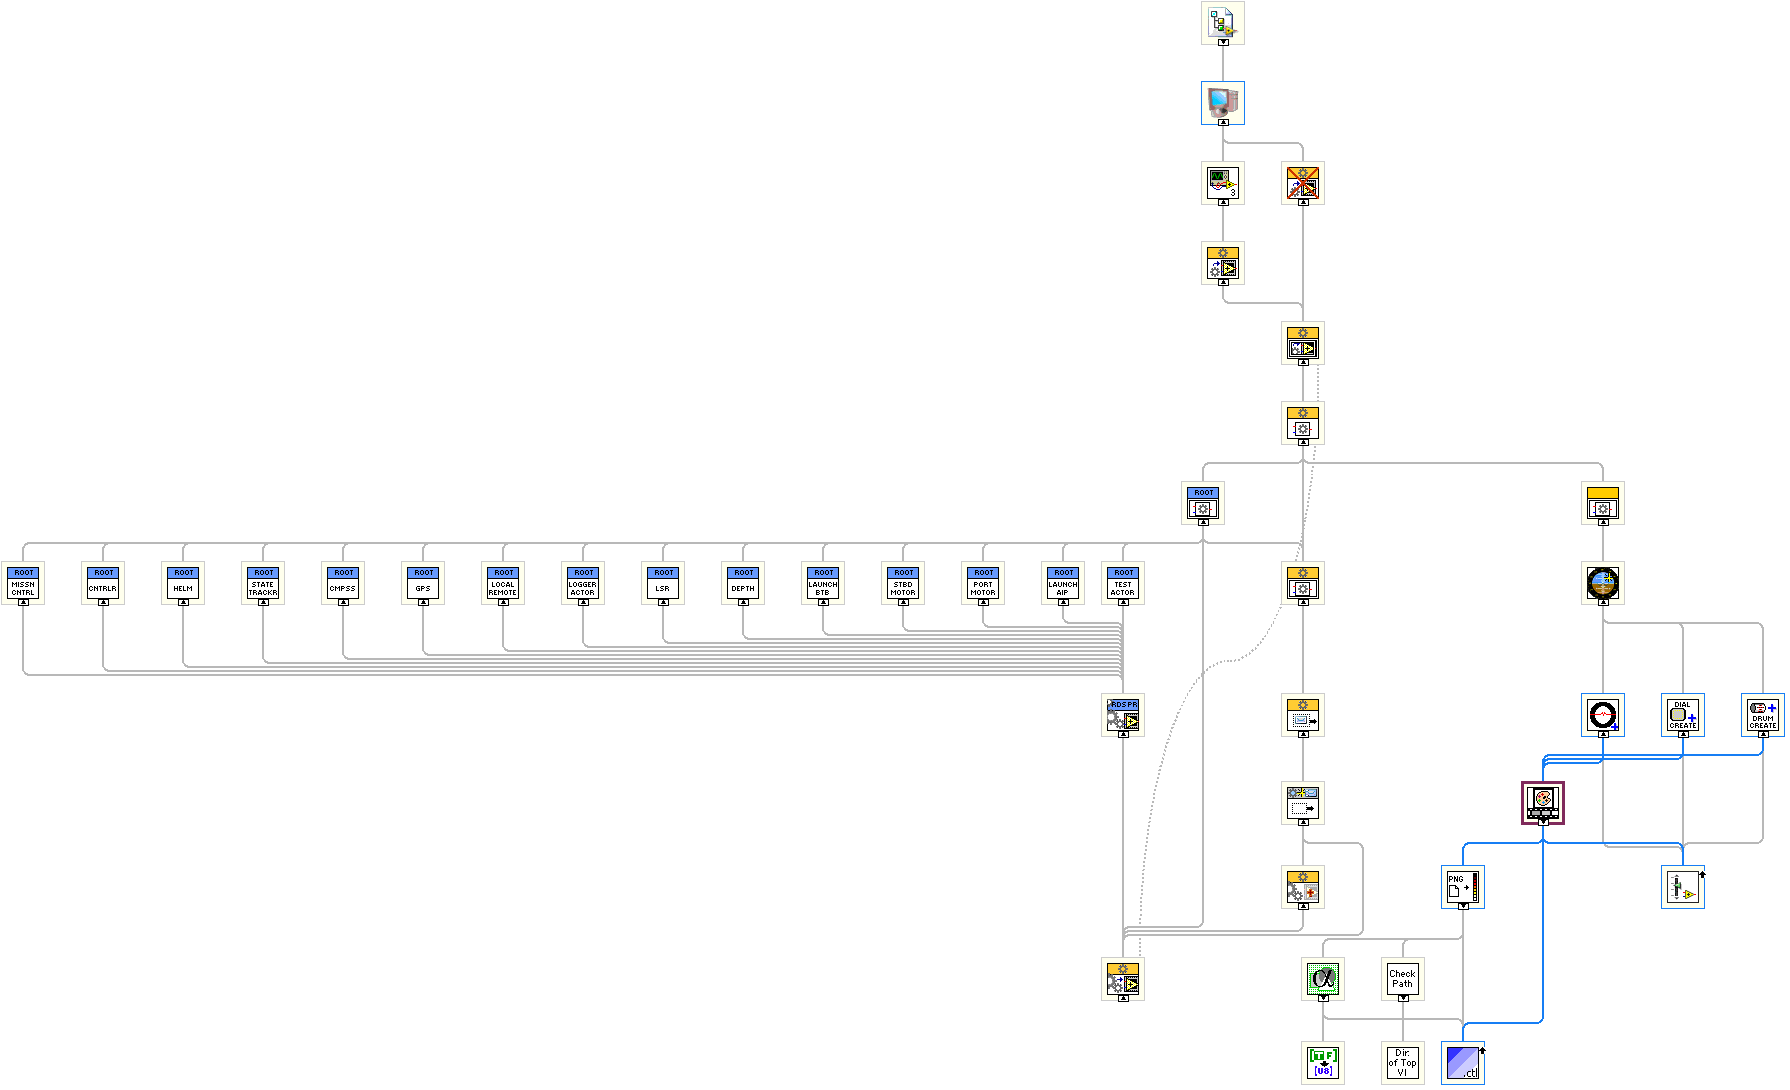 3
ROOT
ROOT
MISSN
CNTRL
ROOT
CNTRLR
ROOT
HELM
ROOT
STATE
TRACKR
ROOT
CMPSS
ROOT
GPS
ROOT
LOCAL
REMOTE
ROOT
LOGGER
ACTOR
ROOT
LSR
ROOT
DEPTH
ROOT
LAUNCH
BTB
ROOT
STBD
MOTOR
ROOT
PORT
MOTOR
ROOT
LAUNCH
AIP
ROOT
TEST
ACTOR
RDSPR
DIAL
CREATE
DRUM
CREATE
PNG
α
Check
Path
[TF]
[U8]
Dir.
of Top
VI
.ctl